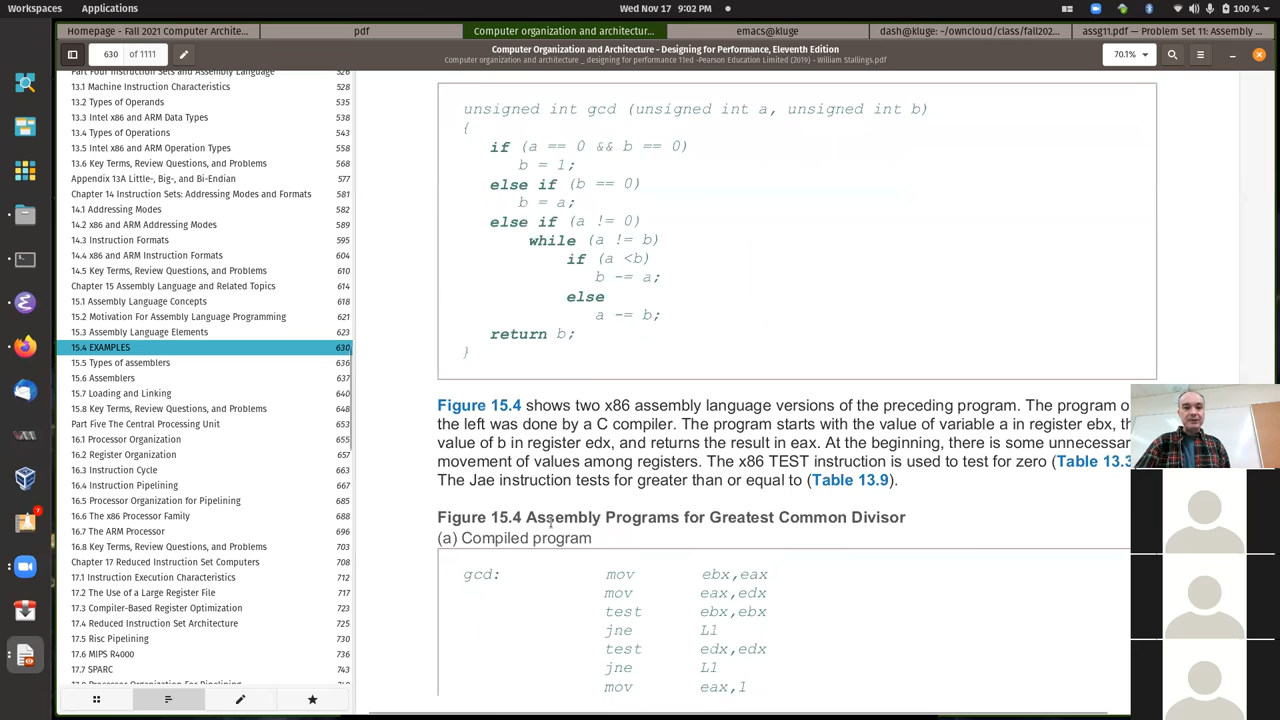 Workspaces
Applications
Wed Nov 17  9:02 PM
100 %
Homepage - Fall 2021 Computer Archite...
pdf
Computer organization and architectur...
emacs@kluge
dash@kluge: ~/owncloud/class/fall202...
assg11.pdf — Problem Set 11: Assembly ...
630 of 1111
Computer Organization and Architecture - Designing for Performance, Eleventh Edition
Computer organization and architecture _ designing for performance 11ed -Pearson Education Limited (2019) - William Stallings.pdf
70.1%
Part Four Instruction Sets and Assembly Language 526
13.1 Machine Instruction Characteristics 528
13.2 Types of Operands 535
13.3 Intel x86 and ARM Data Types 538
13.4 Types of Operations 543
13.5 Intel x86 and ARM Operation Types 558
13.6 Key Terms, Review Questions, and Problems 568
Appendix 13A Little-, Big-, and Bi-Endian 577
Chapter 14 Instruction Sets: Addressing Modes and Formats 581
14.1 Addressing Modes 582
14.2 x86 and ARM Addressing Modes 589
14.3 Instruction Formats 595
14.4 x86 and ARM Instruction Formats 604
14.5 Key Terms, Review Questions, and Problems 610
Chapter 15 Assembly Language and Related Topics 614
15.1 Assembly Language Concepts 618
15.2 Motivation For Assembly Language Programming 621
15.3 Assembly Language Elements 623
15.4 EXAMPLES 630
15.5 Types of assemblers 636
15.6 Assemblers 637
15.7 Loading and Linking 640
15.8 Key Terms, Review Questions, and Problems 648
Part Five The Central Processing Unit 653
16.1 Processor Organization 655
16.2 Register Organization 657
16.3 Instruction Cycle 663
16.4 Instruction Pipelining 667
16.5 Processor Organization for Pipelining 685
16.6 The x86 Processor Family 688
16.7 The ARM Processor 696
16.8 Key Terms, Review Questions, and Problems 703
Chapter 17 Reduced Instruction Set Computers 708
17.1 Instruction Execution Characteristics 712
17.2 The Use of a Large Register File 717
17.3 Compiler-Based Register Optimization 723
17.4 Reduced Instruction Set Architecture 725
17.5 Risc Pipelining 730
17.6 MIPS R4000 736
17.7 SPARC 743
unsigned int gcd (unsigned int a, unsigned int b)
{
if (a == 0 && b == 0)
b = 1;
else if (b == 0)
b = a;
else if (a != 0)
while (a != b)
if (a <b)
b -= a;
else
a -= b;
return b;
}
Figure 15.4 shows two x86 assembly language versions of the preceding program. The program o
the left was done by a C compiler. The program starts with the value of variable a in register ebx, th
value of b in register edx, and returns the result in eax. At the beginning, there is some unnecessar
movement of values among registers. The x86 TEST instruction is used to test for zero (Table 13.3
The Jae instruction tests for greater than or equal to (Table 13.9).
Figure 15.4 Assembly Programs for Greatest Common Divisor
(a) Compiled program
gcd: mov ebx,eax
mov eax,edx
test ebx,ebx
jne L1
test edx,edx
jne L1
mov eax,1